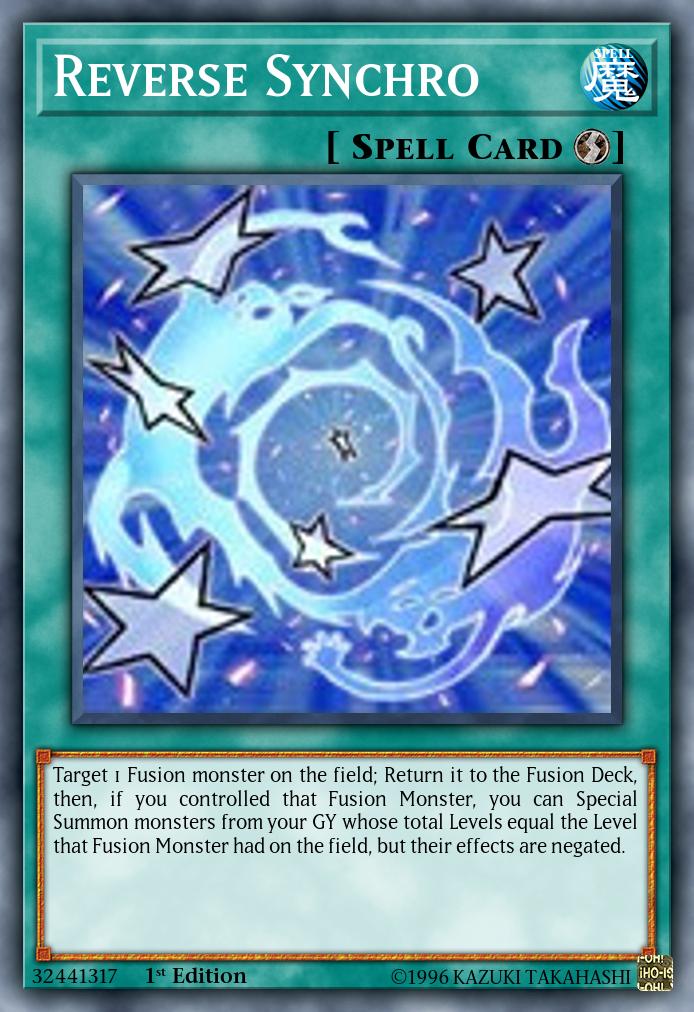 REVERSE SYNCHRO
SPELL
魔
[ SPELL CARD ]
Target 1 Fusion monster on the field; Return it to the Fusion Deck,
then, if you controlled that Fusion Monster, you can Special
Summon monsters from your GY whose total Levels equal the Level
that Fusion Monster had on the field, but their effects are negated.
32441317 1st Edition ©1996 KAZUKI TAKAHASHI